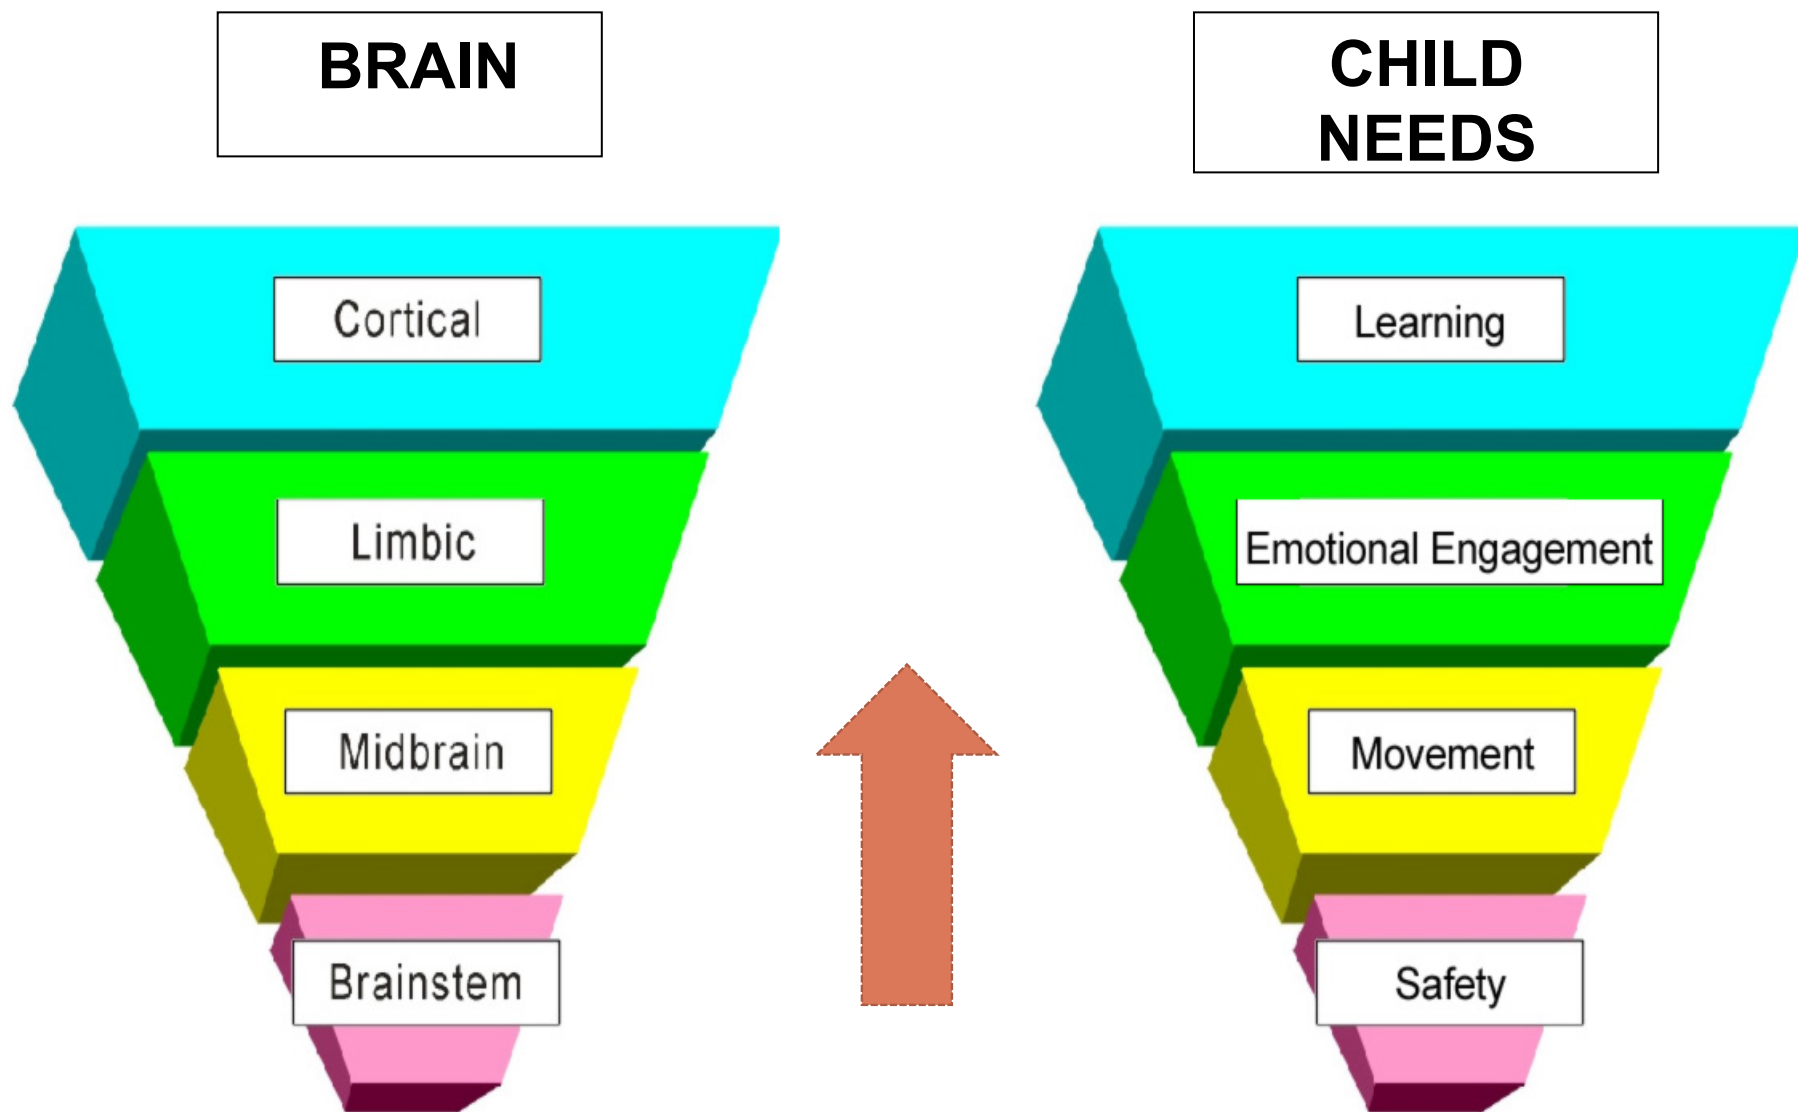 BRAIN
CHILD
NEEDS
Cortical
Limbic
Midbrain
Brainstem
Learning
Emotional Engagement
Movement
Safety